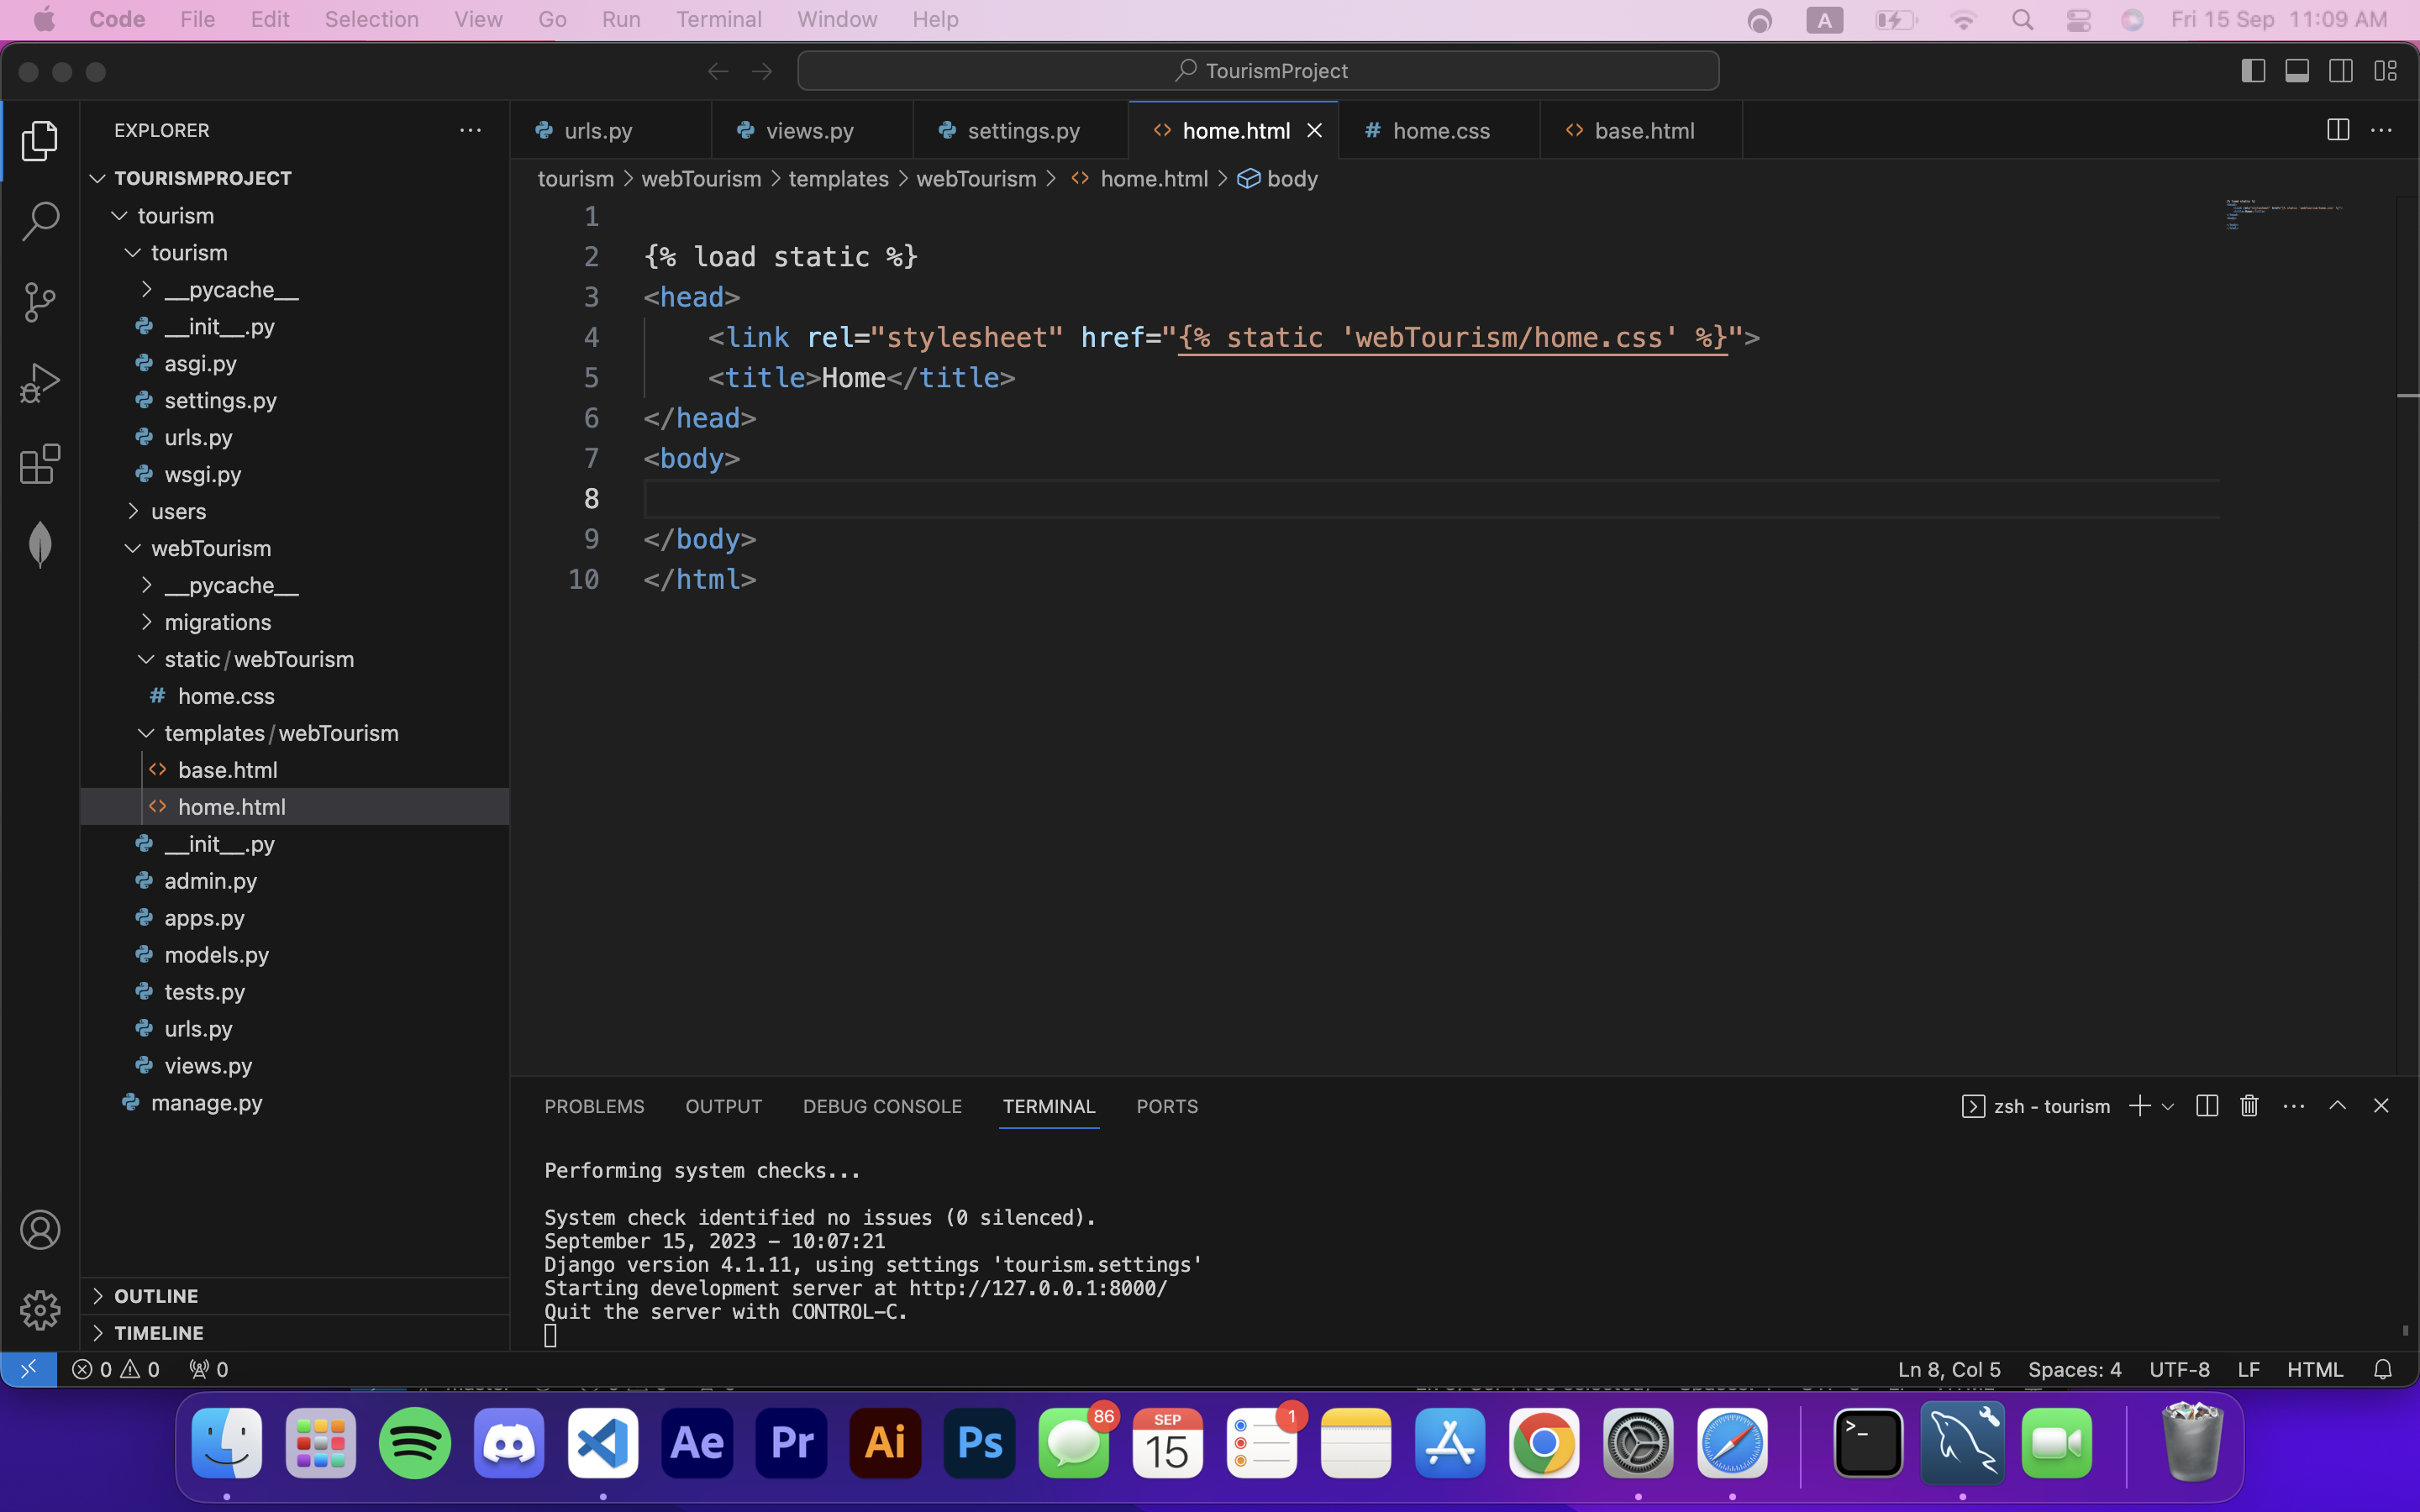 Code File Edit Selection View Go Run Terminal Window Help A Fri 15 Sep 11:09 AM
TourismProject
EXPLORER
TOURISMPROJECT
tourism
tourism
__pycache__
__init__.py
asgi.py
settings.py
urls.py
wsgi.py
users
webTourism
__pycache__
migrations
static/webTourism
home.css
templates/webTourism
base.html
home.html
__init__.py
admin.py
apps.py
models.py
tests.py
urls.py
views.py
manage.py
OUTLINE
TIMELINE
urls.py views.py settings.py home.html home.css base.html
tourism > webTourism > templates > webTourism > home.html > body
1
2 {% load static %}
3 <head>
4 <link rel="stylesheet" href="{% static 'webTourism/home.css' %}">
5 <title>Home</title>
6 </head>
7 <body>
8
9 </body>
10 </html>
PROBLEMS OUTPUT DEBUG CONSOLE TERMINAL PORTS zsh - tourism
Performing system checks...
System check identified no issues (0 silenced).
September 15, 2023 - 10:07:21
Django version 4.1.11, using settings 'tourism.settings'
Starting development server at http://127.0.0.1:8000/
Quit the server with CONTROL-C.
0 0 0 Ln 8, Col 5 Spaces: 4 UTF-8 LF HTML
Ae Pr Ai Ps 86 SEP 15 1 >_